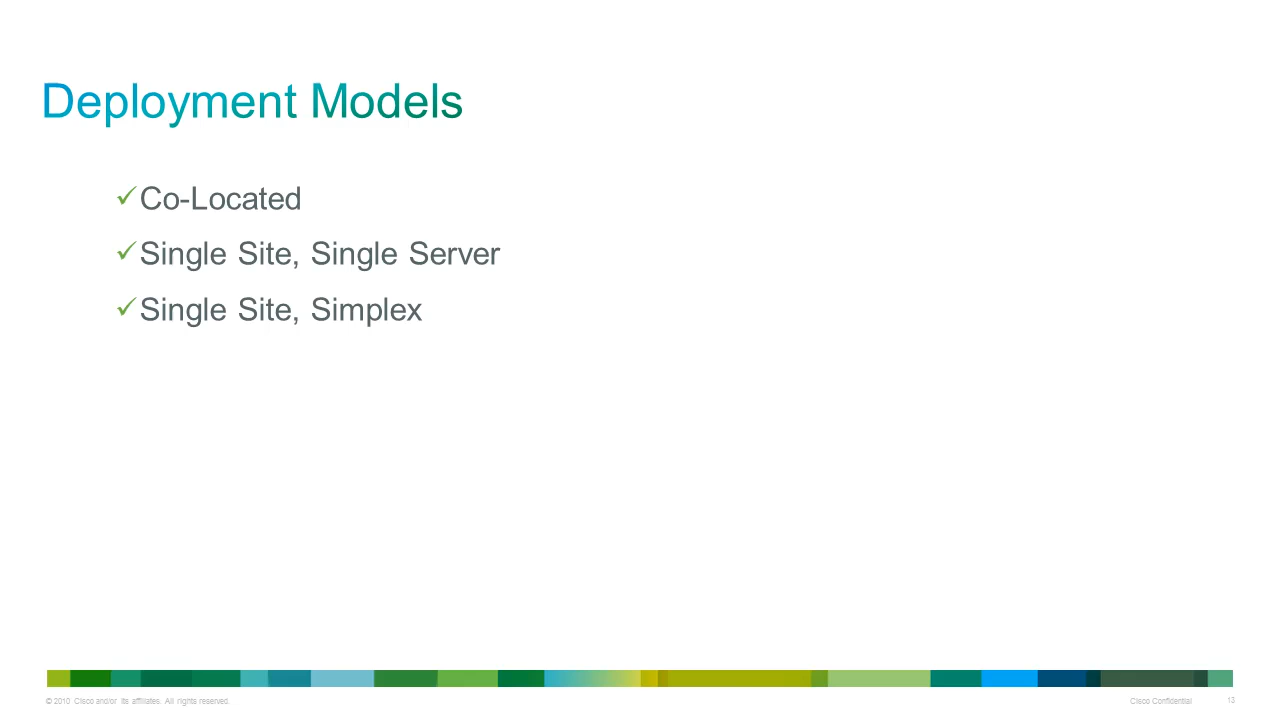 Deployment Models
✓Co-Located
✓Single Site, Single Server
✓Single Site, Simplex
© 2010 Cisco and/or its affiliates. All rights reserved.
Cisco Confidential
13